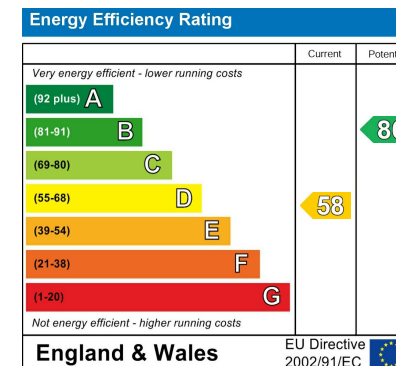 Energy Efficiency Rating
Current
Very energy efficient - lower running costs
(92 plus) A
(81-91) B
(69-80) C
(55-68) D
58
(39-54) E
(21-38) F
(1-20) G
Not energy efficient - higher running costs
England & Wales
EU Directive
2002/91/EC